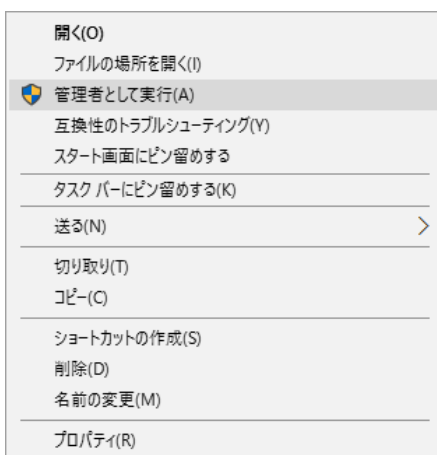 開く(O)
ファイルの場所を開く(I)
管理者として実行(A)
互換性のトラブルシューティング(Y)
スタート画面にピン留めする
タスク バーにピン留めする(K)
送る(N)
切り取り(T)
コピー(C)
ショートカットの作成(S)
削除(D)
名前の変更(M)
プロパティ(R)